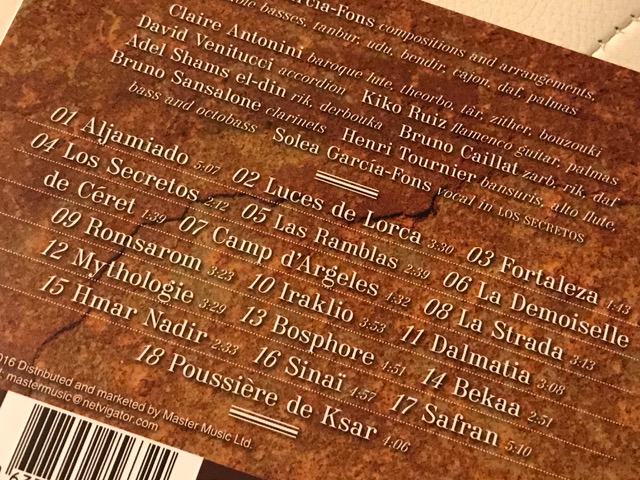 García-Fons compositions and arrangements,
basses, tanbur, udu, bendir, cajon, daf, palmas
Claire Antonini baroque lute, theorbo, târ, zither, bouzouki
David Venitucci accordion Kiko Ruiz flamenco guitar, palmas
Adel Shams el-din rik, derbouka Bruno Caillat zarb, rik, daf
Bruno Sansalone clarinets Henri Tournier bansuris, alto flute,
bass and octobass Solea García-Fons vocal in LOS SECRETOS
01 Aljamiado 5:07 02 Luces de Lorca 3:30 03 Fortaleza 1:43
04 Los Secretos 2:12 05 Las Ramblas 2:39 06 La Demoiselle
de Céret 1:39 07 Camp d'Argeles 1:32 08 La Strada 3:13
09 Romsarom 3:23 10 Iraklio 3:53 11 Dalmatia 3:08
12 Mythologie 3:29 13 Bosphore 1:51 14 Bekaa 2:51
15 Hmar Nadir 2:33 16 Sinaï 4:57 17 Safran 5:10
18 Poussière de Ksar 4:06
2016 Distributed and marketed by Master Music Ltd.
mastermusic@netvigator.com